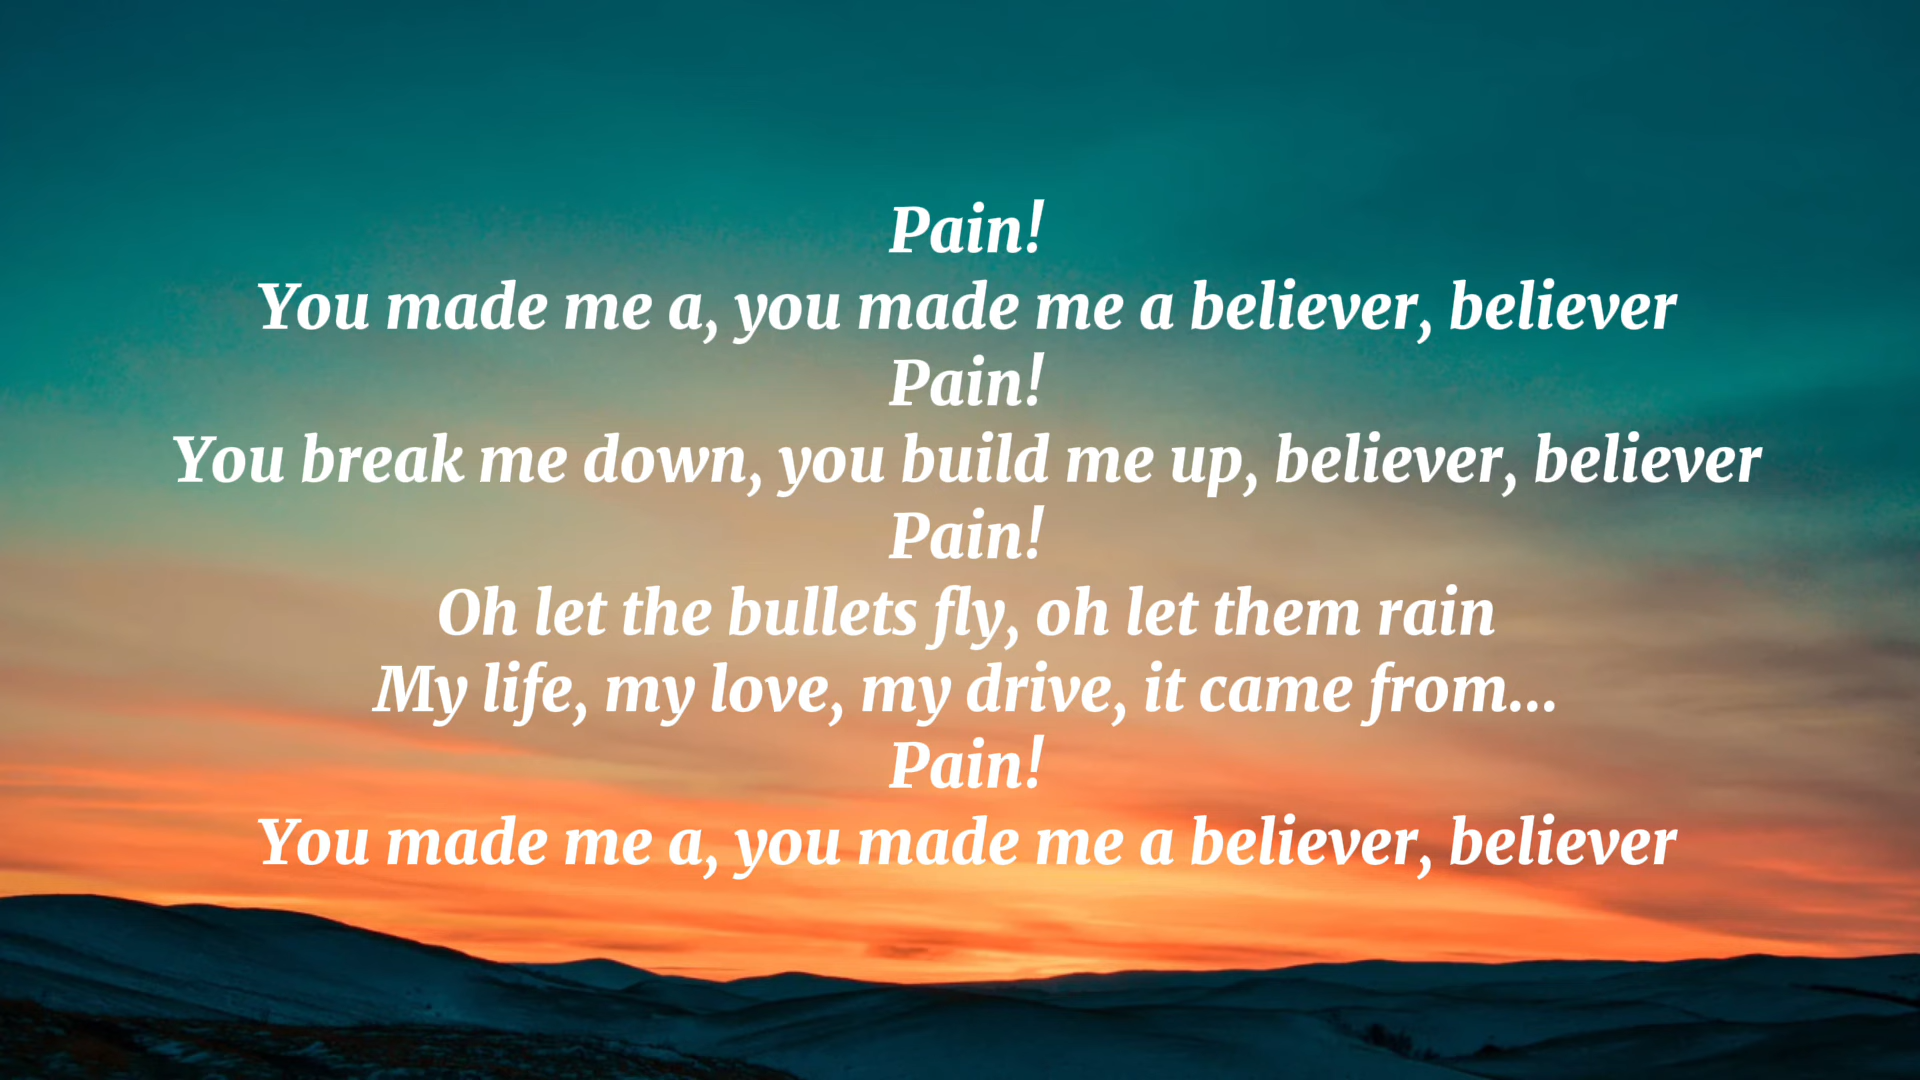 Pain!
You made me a, you made me a believer, believer
Pain!
You break me down, you build me up, believer, believer
Pain!
Oh let the bullets fly, oh let them rain
My life, my love, my drive, it came from...
Pain!
You made me a, you made me a believer, believer